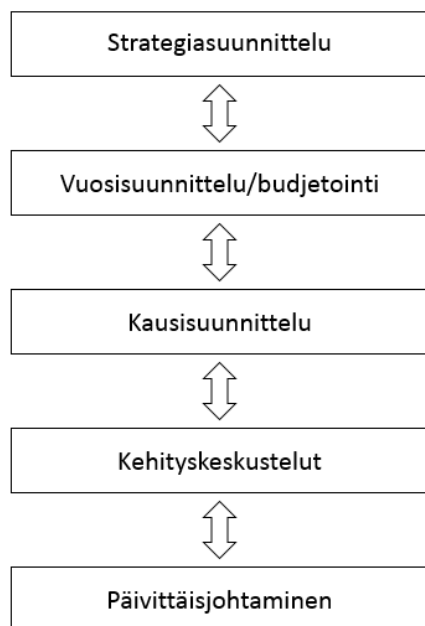 Strategiasuunnittelu
Vuosisuunnittelu/budjetointi
Kausisuunnittelu
Kehityskeskustelut
Päivittäisjohtaminen